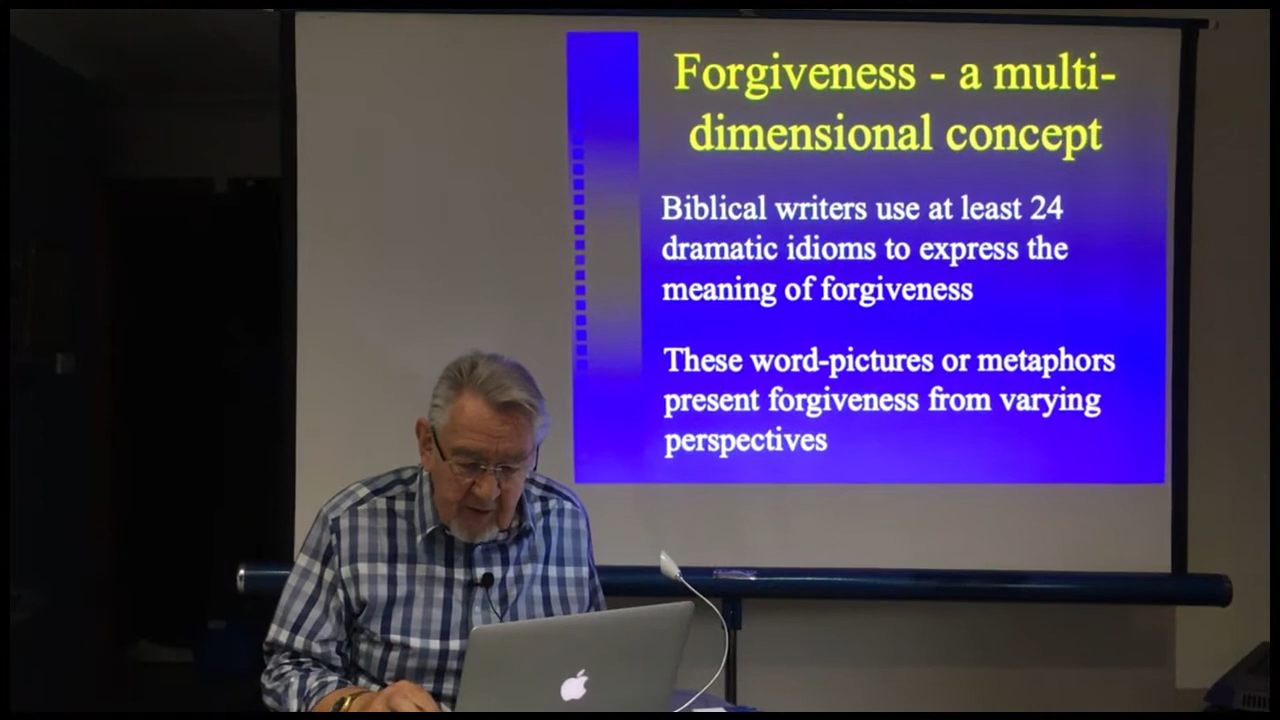 Forgiveness - a multi-
dimensional concept
Biblical writers use at least 24
dramatic idioms to express the
meaning of forgiveness
These word-pictures or metaphors
present forgiveness from varying
perspectives